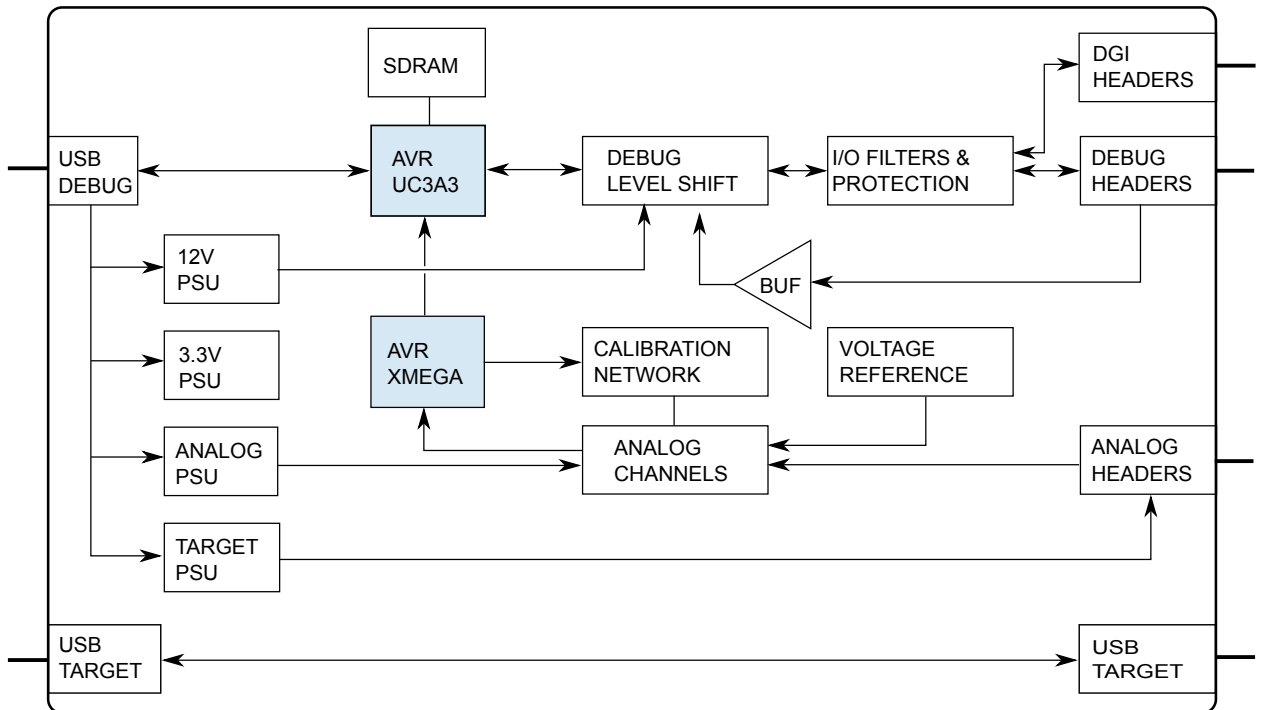 SDRAM
DGI
HEADERS
USB
DEBUG
AVR
UC3A3
DEBUG
LEVEL SHIFT
I/O FILTERS &
PROTECTION
DEBUG
HEADERS
12V
PSU
BUF
3.3V
PSU
AVR
XMEGA
CALIBRATION
NETWORK
VOLTAGE
REFERENCE
ANALOG
PSU
ANALOG
CHANNELS
ANALOG
HEADERS
TARGET
PSU
USB
TARGET
USB
TARGET